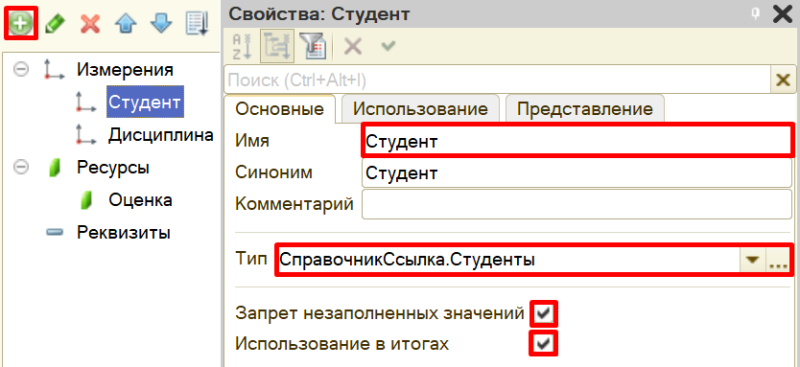 Измерения
Студент
Дисциплина
Ресурсы
Оценка
Реквизиты
Свойства: Студент
Поиск (Ctrl+Alt+I)
Основные Использование Представление
Имя Студент
Синоним Студент
Комментарий
Тип СправочникСсылка.Студенты
Запрет незаполненных значений
Использование в итогах